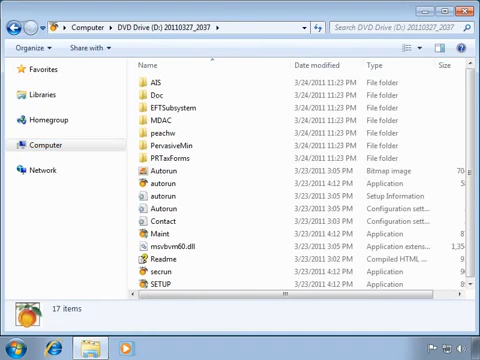 Computer ▸ DVD Drive (D:) 20110327_2037 ▸
Search DVD Drive (D:) 20110327_2037
Organize Share with
Name Date modified Type Size
Favorites
Libraries
Homegroup
Computer
Network
AIS 3/24/2011 11:23 PM File folder
Doc 3/24/2011 11:23 PM File folder
EFTSubsystem 3/24/2011 11:23 PM File folder
MDAC 3/24/2011 11:23 PM File folder
peachw 3/24/2011 11:23 PM File folder
PervasiveMin 3/24/2011 11:23 PM File folder
PRTaxForms 3/24/2011 11:23 PM File folder
Autorun 3/23/2011 3:05 PM Bitmap image 70
autorun 3/23/2011 4:12 PM Application 5
autorun 3/23/2011 3:05 PM Setup Information
Autorun 3/23/2011 3:05 PM Configuration sett...
Contact 3/23/2011 3:03 PM Configuration sett...
Maint 3/23/2011 4:12 PM Application 8
msvbvm60.dll 3/23/2011 3:05 PM Application extens... 1,35
Readme 3/23/2011 3:22 PM Compiled HTML ...
secrun 3/23/2011 4:12 PM Application 9
SETUP 3/23/2011 4:12 PM Application 8
17 items